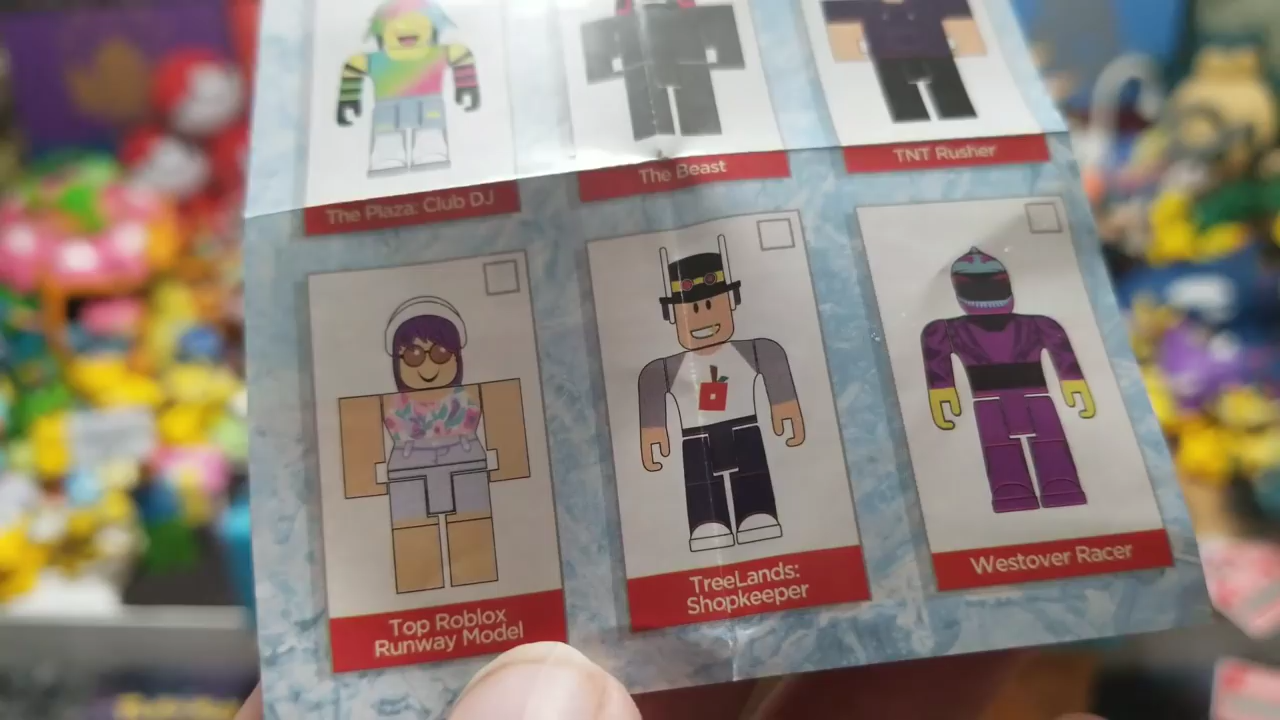 The Plaza: Club DJ
The Beast
TNT Rusher
Top Roblox
Runway Model
TreeLands:
Shopkeeper
Westover Racer